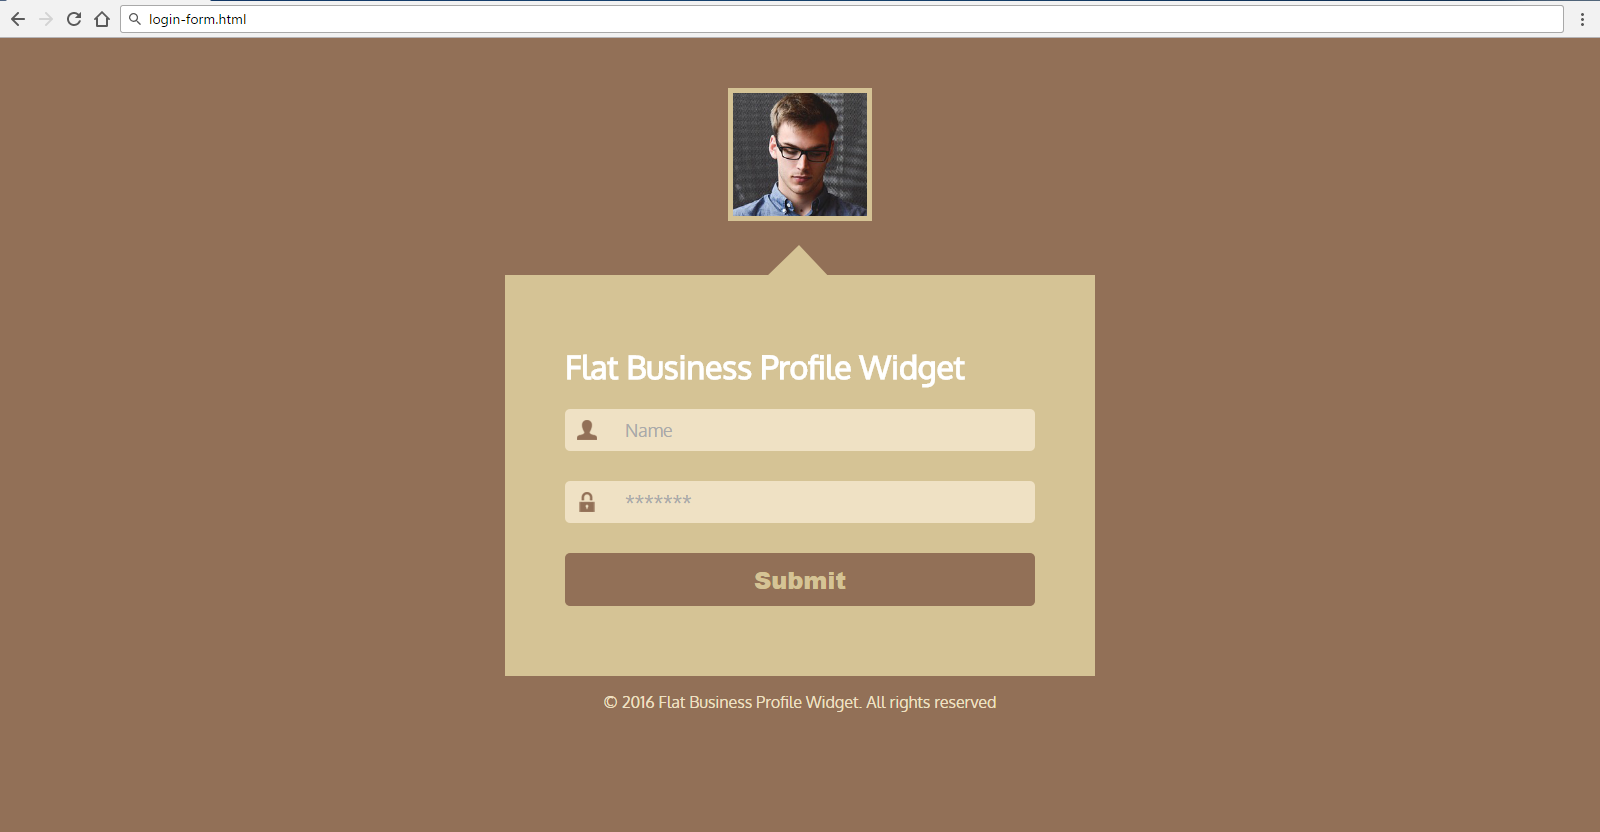 login-form.html
Flat Business Profile Widget
Name
*******
Submit
© 2016 Flat Business Profile Widget. All rights reserved